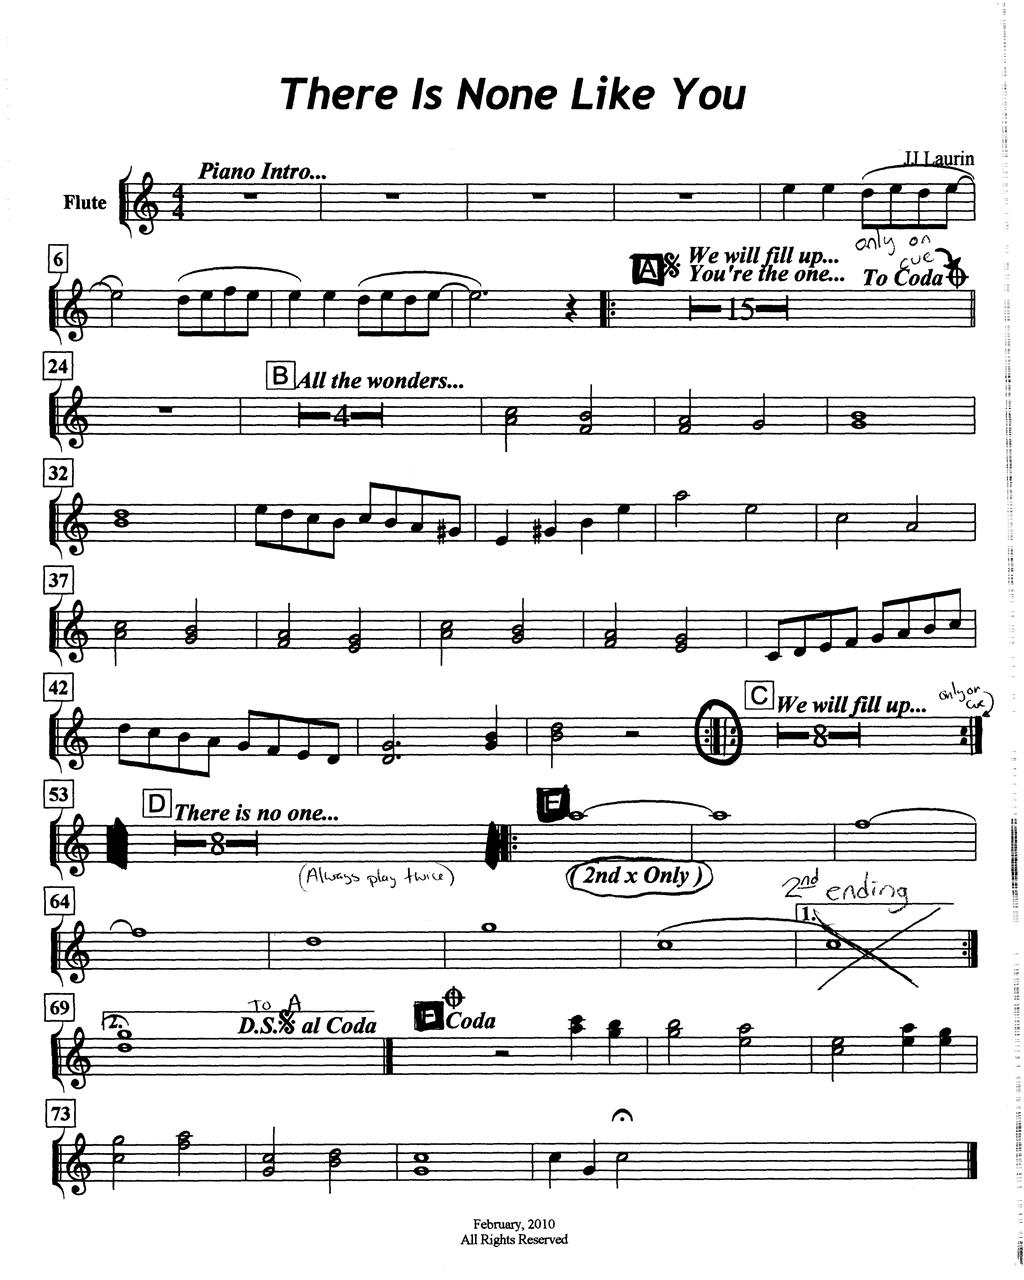 There Is None Like You
JJ Laurin
Piano Intro...
Flute
only on
cue
6
A
We will fill up...
You're the one...
To Coda
15
24
B
All the wonders...
4
32
37
42
C
We will fill up...
only on
cue
8
53
D
There is no one...
E
8
(Always play twice)
(2nd x Only)
64
2nd ending
1.
69
2.
To A
D.S. al Coda
F
Coda
73
February, 2010
All Rights Reserved